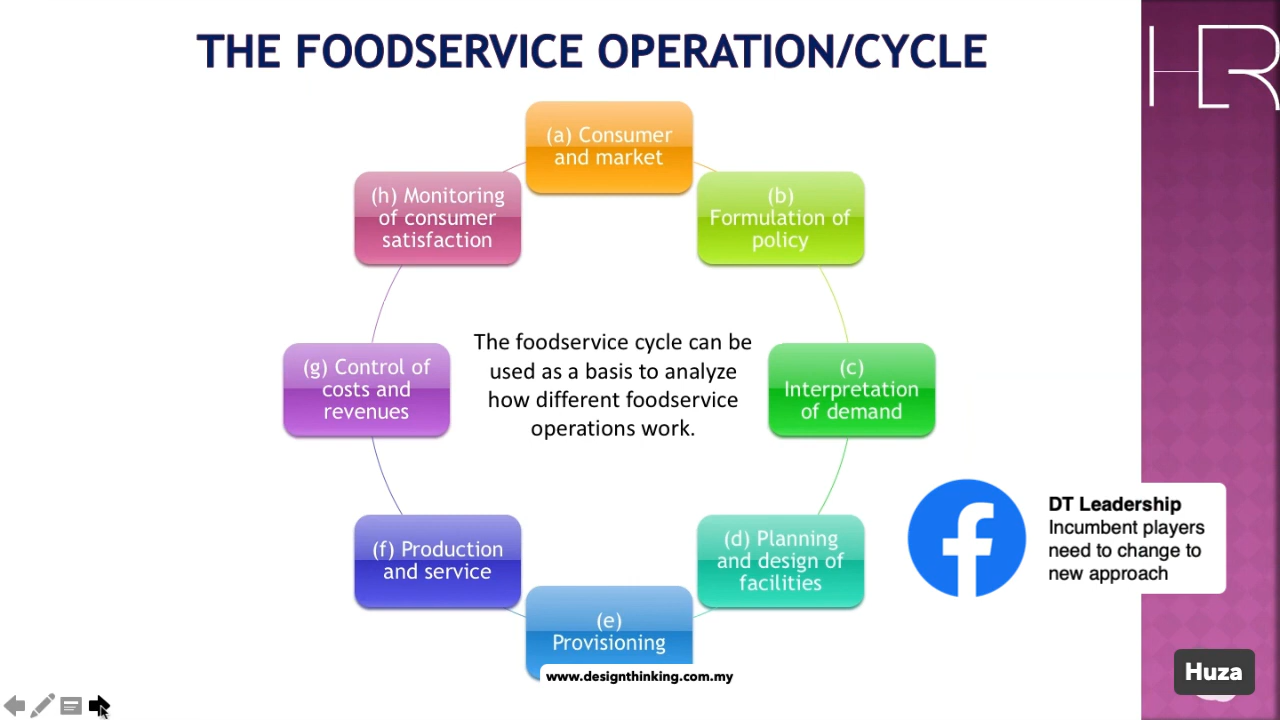 THE FOODSERVICE OPERATION/CYCLE
HR
(a) Consumer
and market
(b)
Formulation of
policy
(c)
Interpretation
of demand
(d) Planning
and design of
facilities
(e)
Provisioning
(f) Production
and service
(g) Control of
costs and
revenues
(h) Monitoring
of consumer
satisfaction
The foodservice cycle can be
used as a basis to analyze
how different foodservice
operations work.
f
DT Leadership
Incumbent players
need to change to
new approach
www.designthinking.com.my
Huza